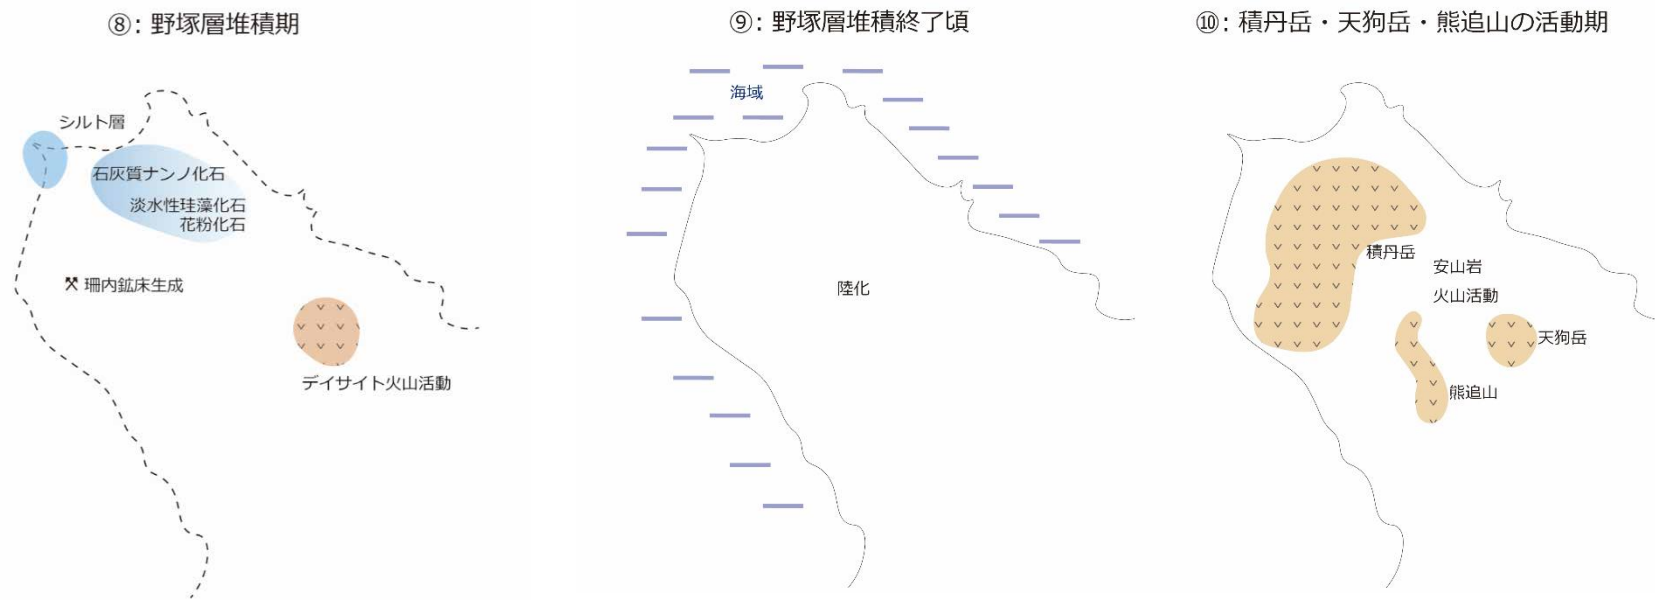 ⑧: 野塚層堆積期
シルト層
石灰質ナンノ化石
淡水性珪藻化石
花粉化石
珊内鉱床生成
デイサイト火山活動
⑨: 野塚層堆積終了頃
海域
陸化
⑩: 積丹岳・天狗岳・熊追山の活動期
積丹岳
安山岩
火山活動
天狗岳
熊追山